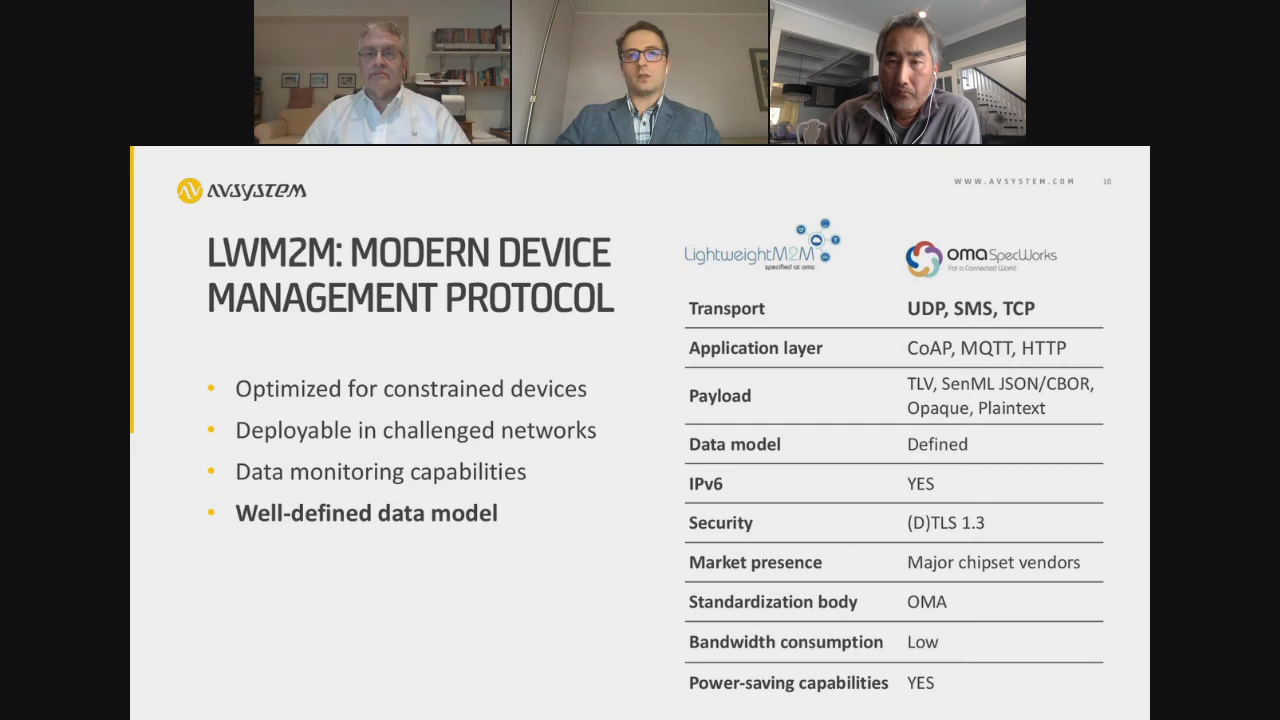 AVSYSTEM
WWW.AVSYSTEM.COM 10
LWM2M: MODERN DEVICE
MANAGEMENT PROTOCOL
• Optimized for constrained devices
• Deployable in challenged networks
• Data monitoring capabilities
• Well-defined data model
LightweightM2M
specified at oma
oma SpecWorks
For a Connected World
Transport UDP, SMS, TCP
Application layer CoAP, MQTT, HTTP
Payload TLV, SenML JSON/CBOR,
Opaque, Plaintext
Data model Defined
IPv6 YES
Security (D)TLS 1.3
Market presence Major chipset vendors
Standardization body OMA
Bandwidth consumption Low
Power-saving capabilities YES